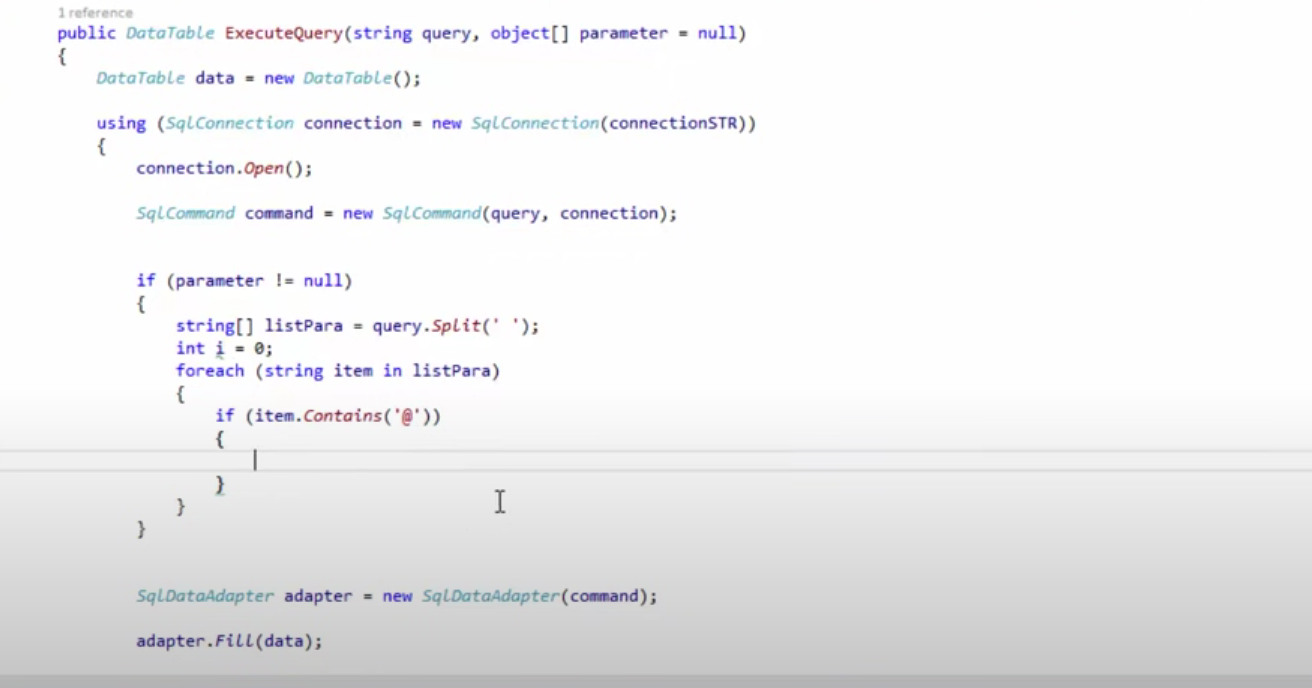 1 reference
public DataTable ExecuteQuery(string query, object[] parameter = null)
{
DataTable data = new DataTable();
using (SqlConnection connection = new SqlConnection(connectionSTR))
{
connection.Open();
SqlCommand command = new SqlCommand(query, connection);
if (parameter != null)
{
string[] listPara = query.Split(' ');
int i = 0;
foreach (string item in listPara)
{
if (item.Contains('@'))
{
}
}
}
SqlDataAdapter adapter = new SqlDataAdapter(command);
adapter.Fill(data);